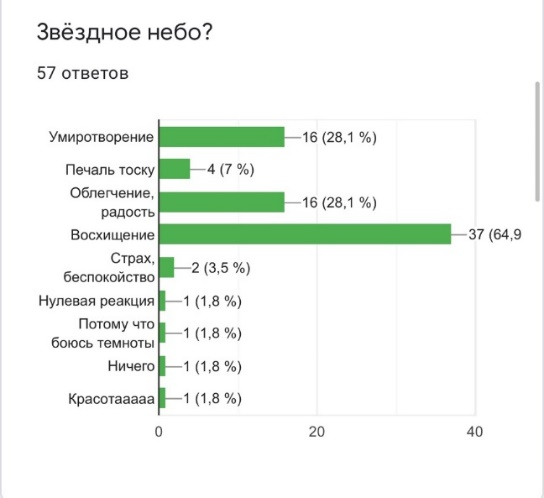 Звёздное небо?
57 ответов
Умиротворение 16 (28,1 %)
Печаль тоску 4 (7 %)
Облегчение,
радость 16 (28,1 %)
Восхищение 37 (64,9
Страх,
беспокойство 2 (3,5 %)
Нулевая реакция 1 (1,8 %)
Потому что
боюсь темноты 1 (1,8 %)
Ничего 1 (1,8 %)
Красотааааа 1 (1,8 %)
0 20 40